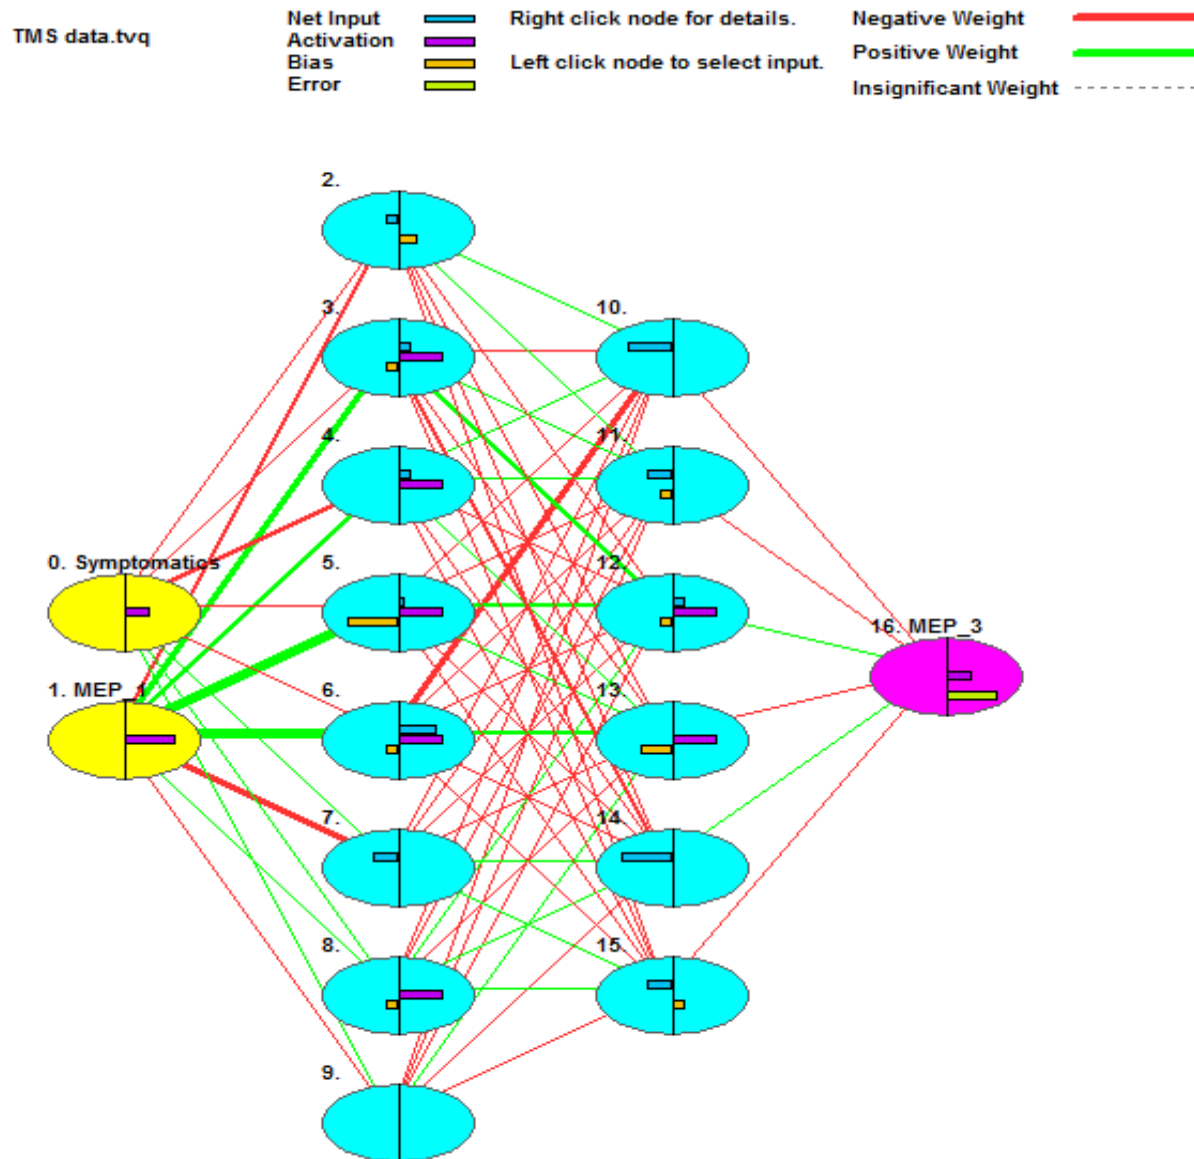 TMS data.tvq
Net Input
Activation
Bias
Error
Right click node for details.
Left click node to select input.
Negative Weight
Positive Weight
Insignificant Weight
2.
3.
4.
0. Symptomatics
5.
1. MEP_1
6.
7.
8.
9.
10.
11.
12.
13.
14.
15.
16. MEP_3